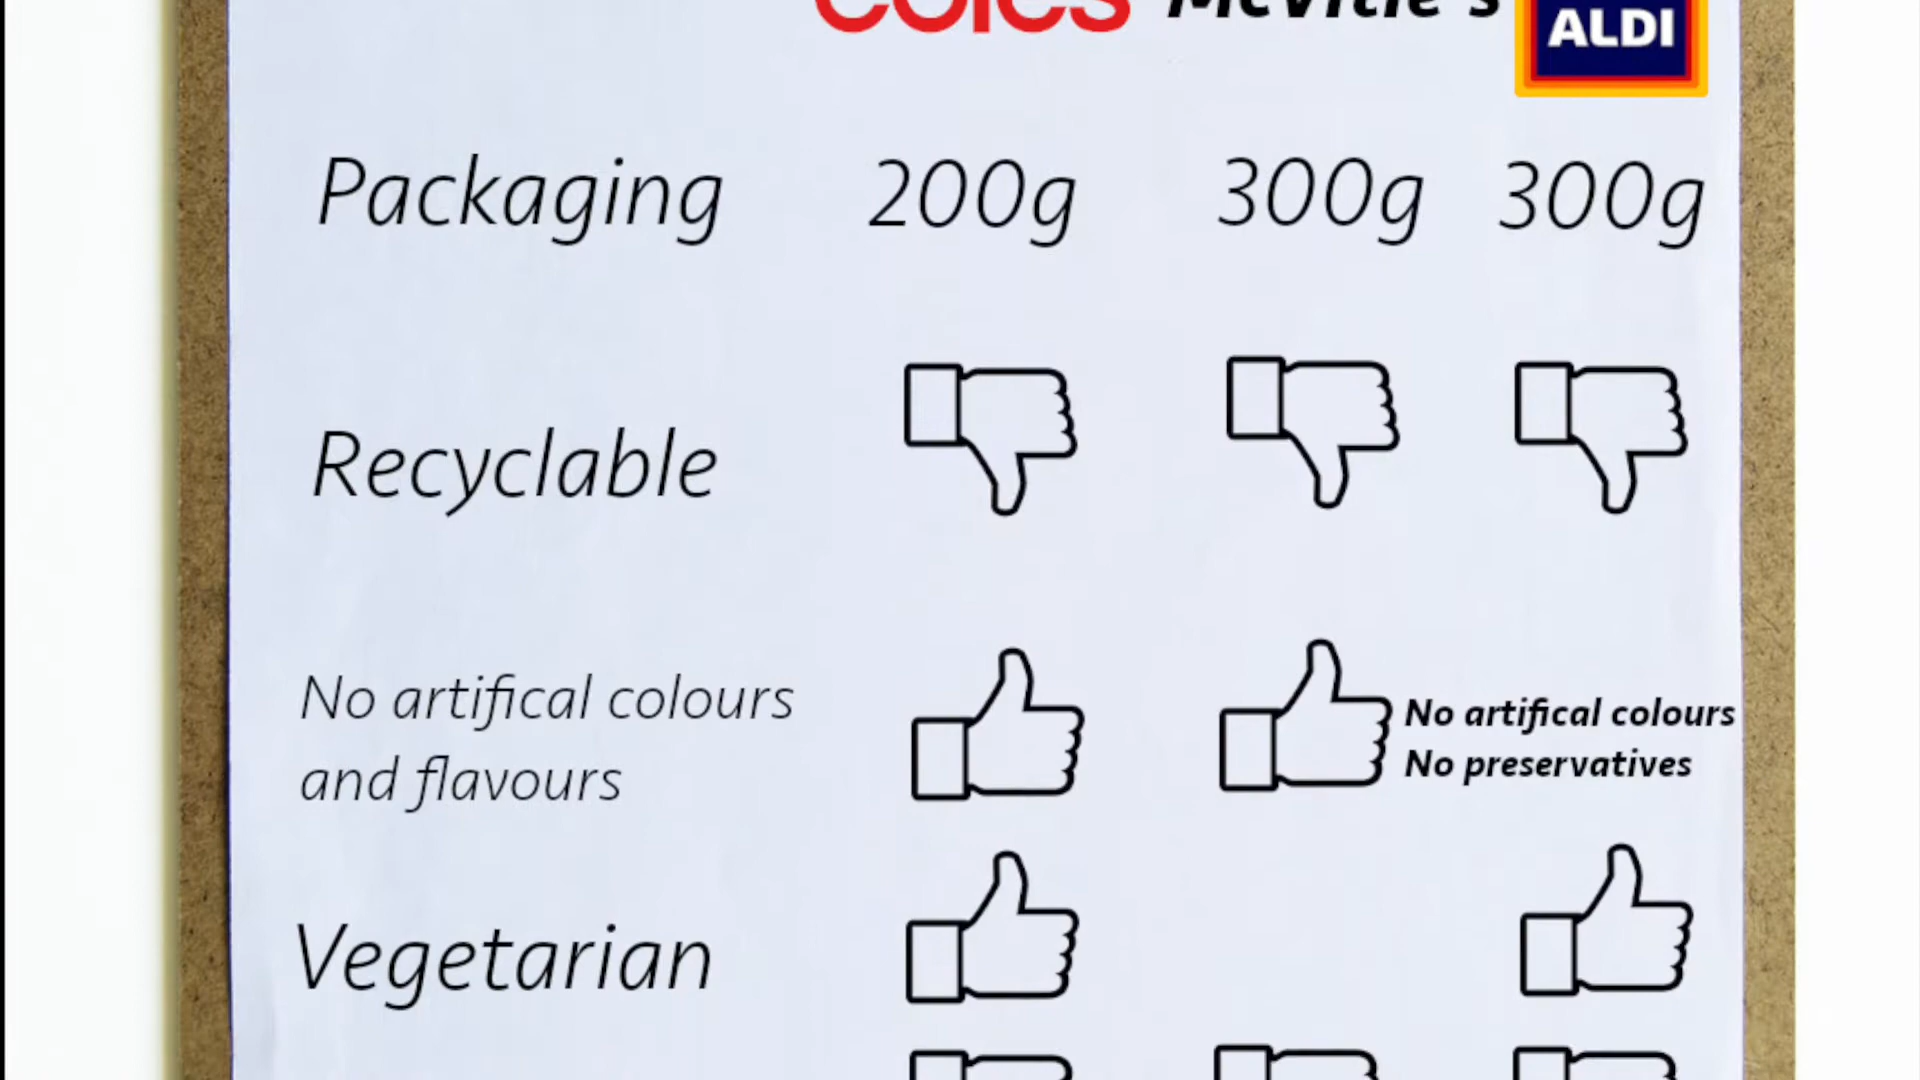 coles McVitie's ALDI
Packaging 200g 300g 300g
Recyclable
No artifical colours
and flavours
No artifical colours
No preservatives
Vegetarian